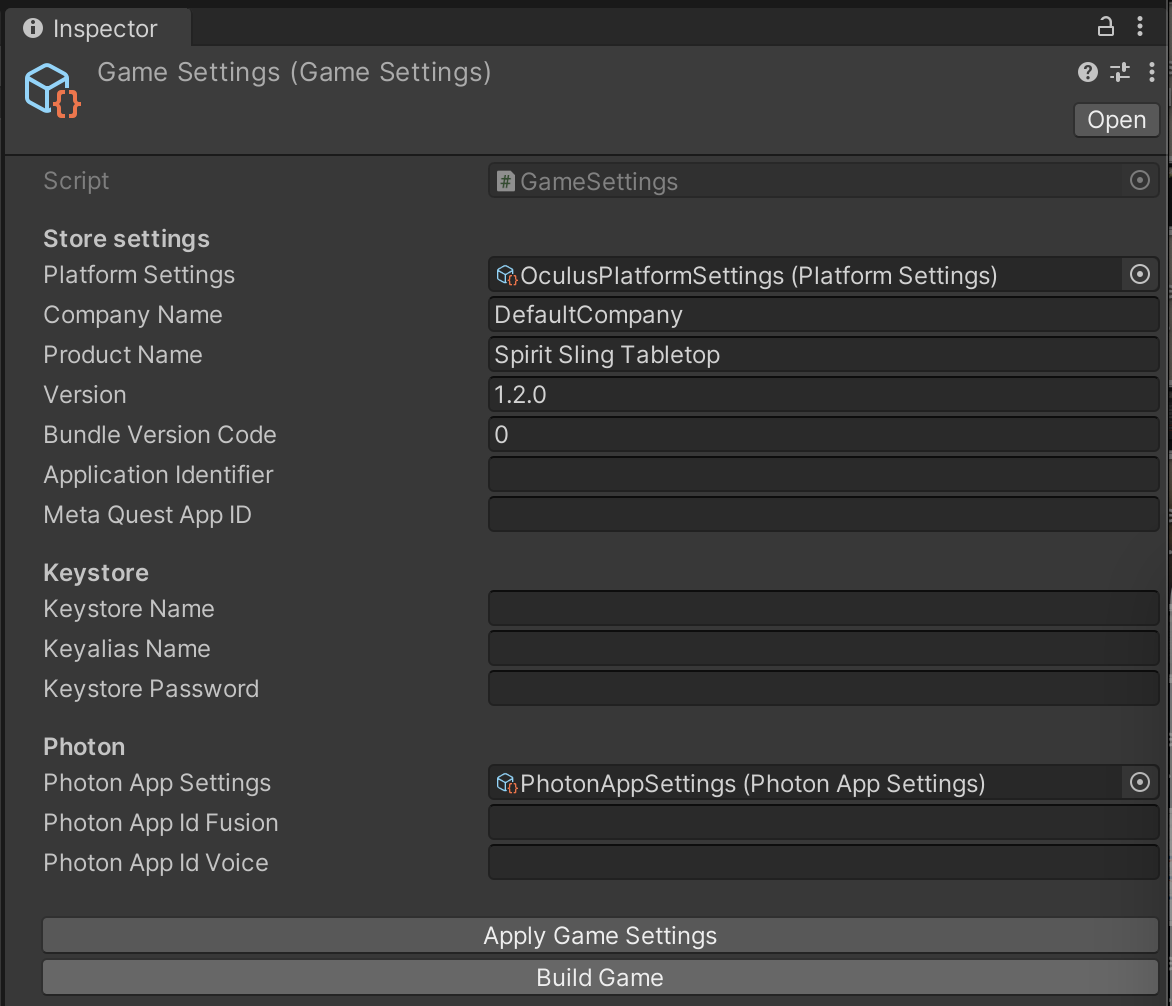 Inspector
Game Settings (Game Settings)
Open
Script GameSettings
Store settings
Platform Settings OculusPlatformSettings (Platform Settings)
Company Name DefaultCompany
Product Name Spirit Sling Tabletop
Version 1.2.0
Bundle Version Code 0
Application Identifier
Meta Quest App ID
Keystore
Keystore Name
Keyalias Name
Keystore Password
Photon
Photon App Settings PhotonAppSettings (Photon App Settings)
Photon App Id Fusion
Photon App Id Voice
Apply Game Settings
Build Game